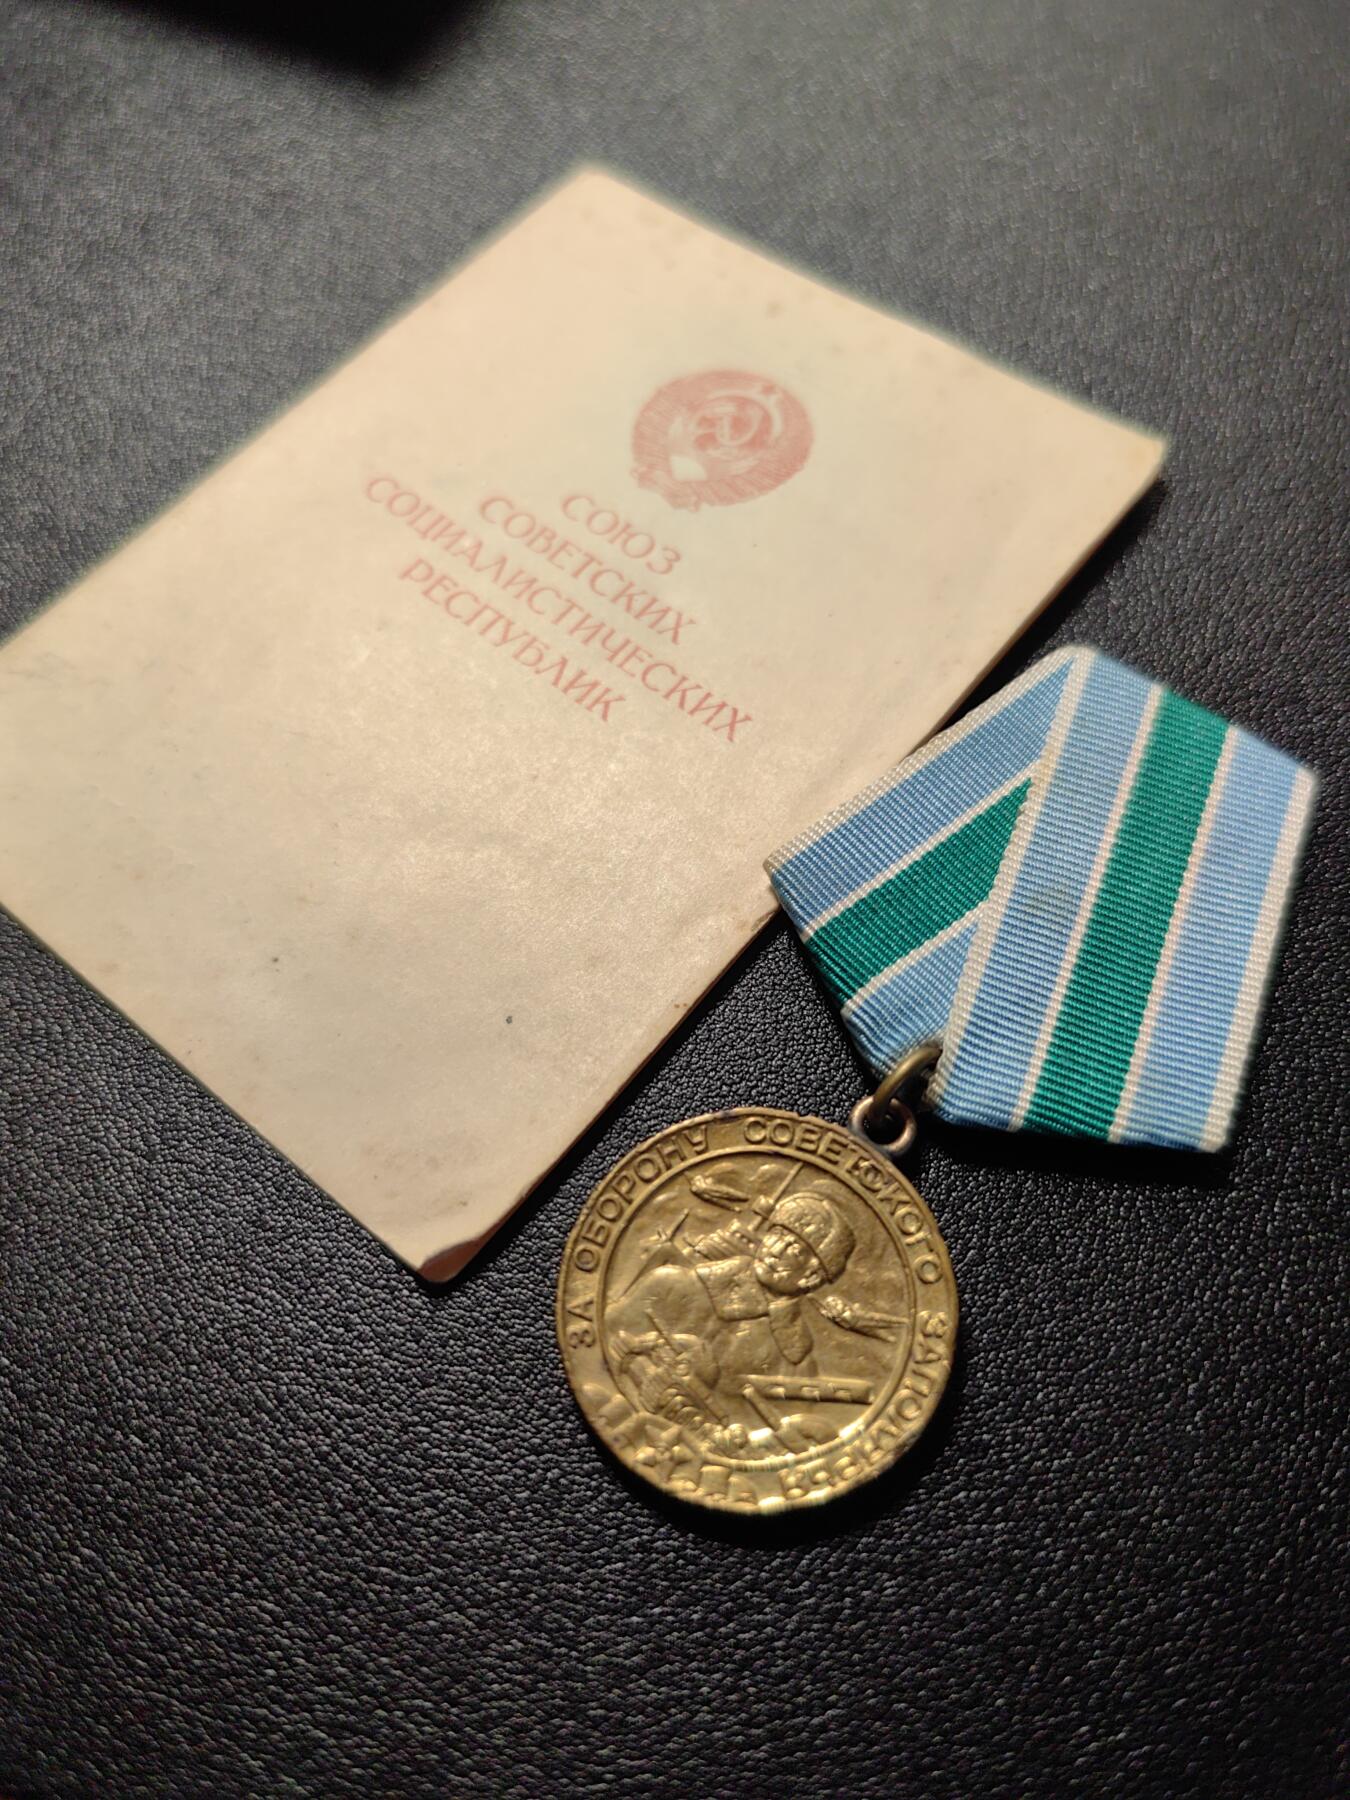 СОЮЗ
СОВЕТСКИХ
СОЦИАЛИСТИЧЕСКИХ
РЕСПУБЛИК
ЗА ОБОРОНУ СОВЕТСКОГО ЗАПОЛЯРЬЯ